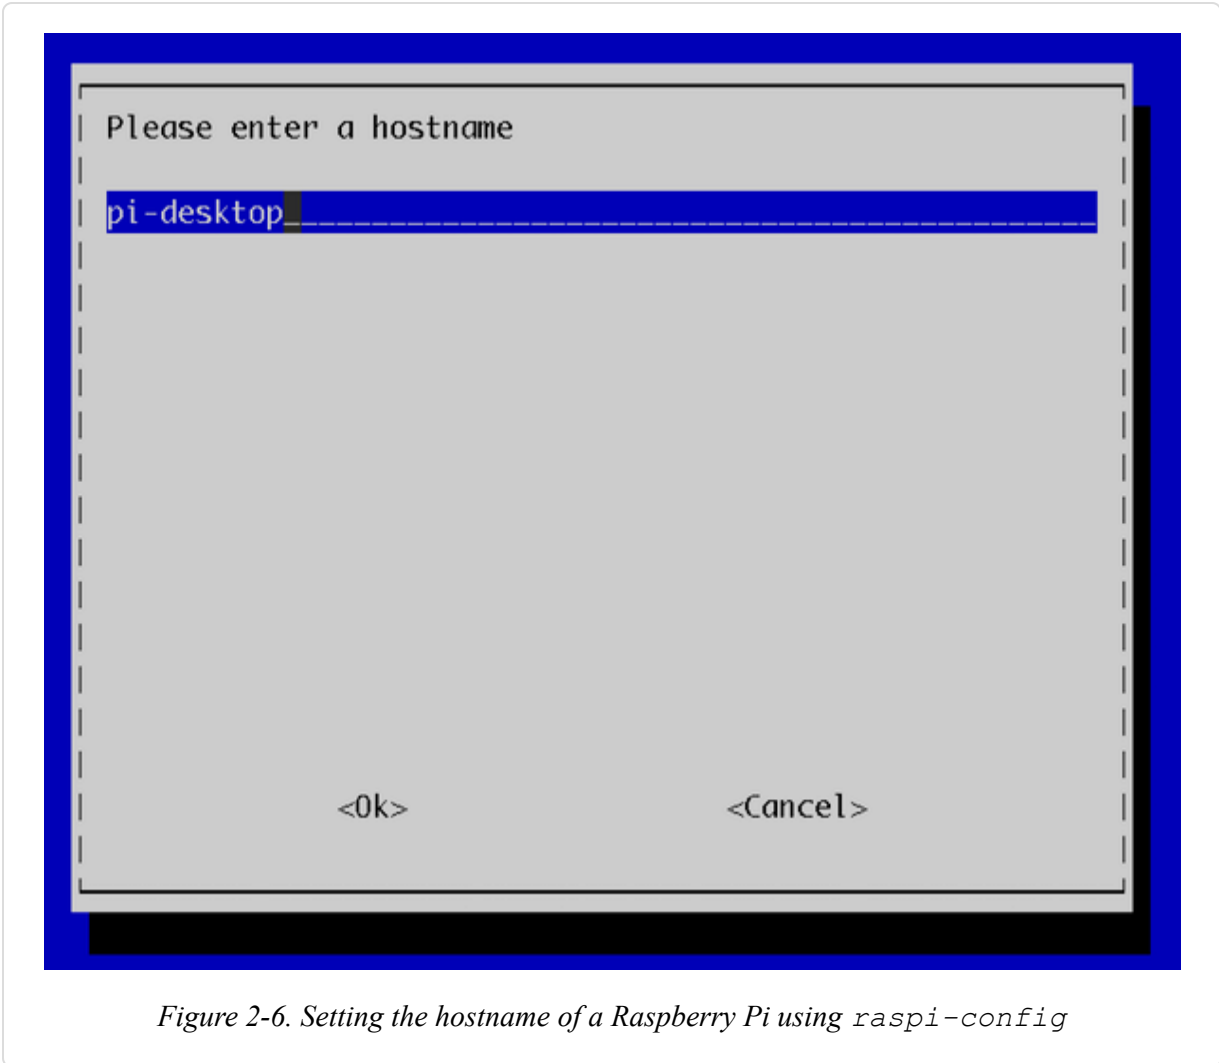 Please enter a hostname
pi-desktop
<Ok> <Cancel>
Figure 2-6. Setting the hostname of a Raspberry Pi using raspi-config